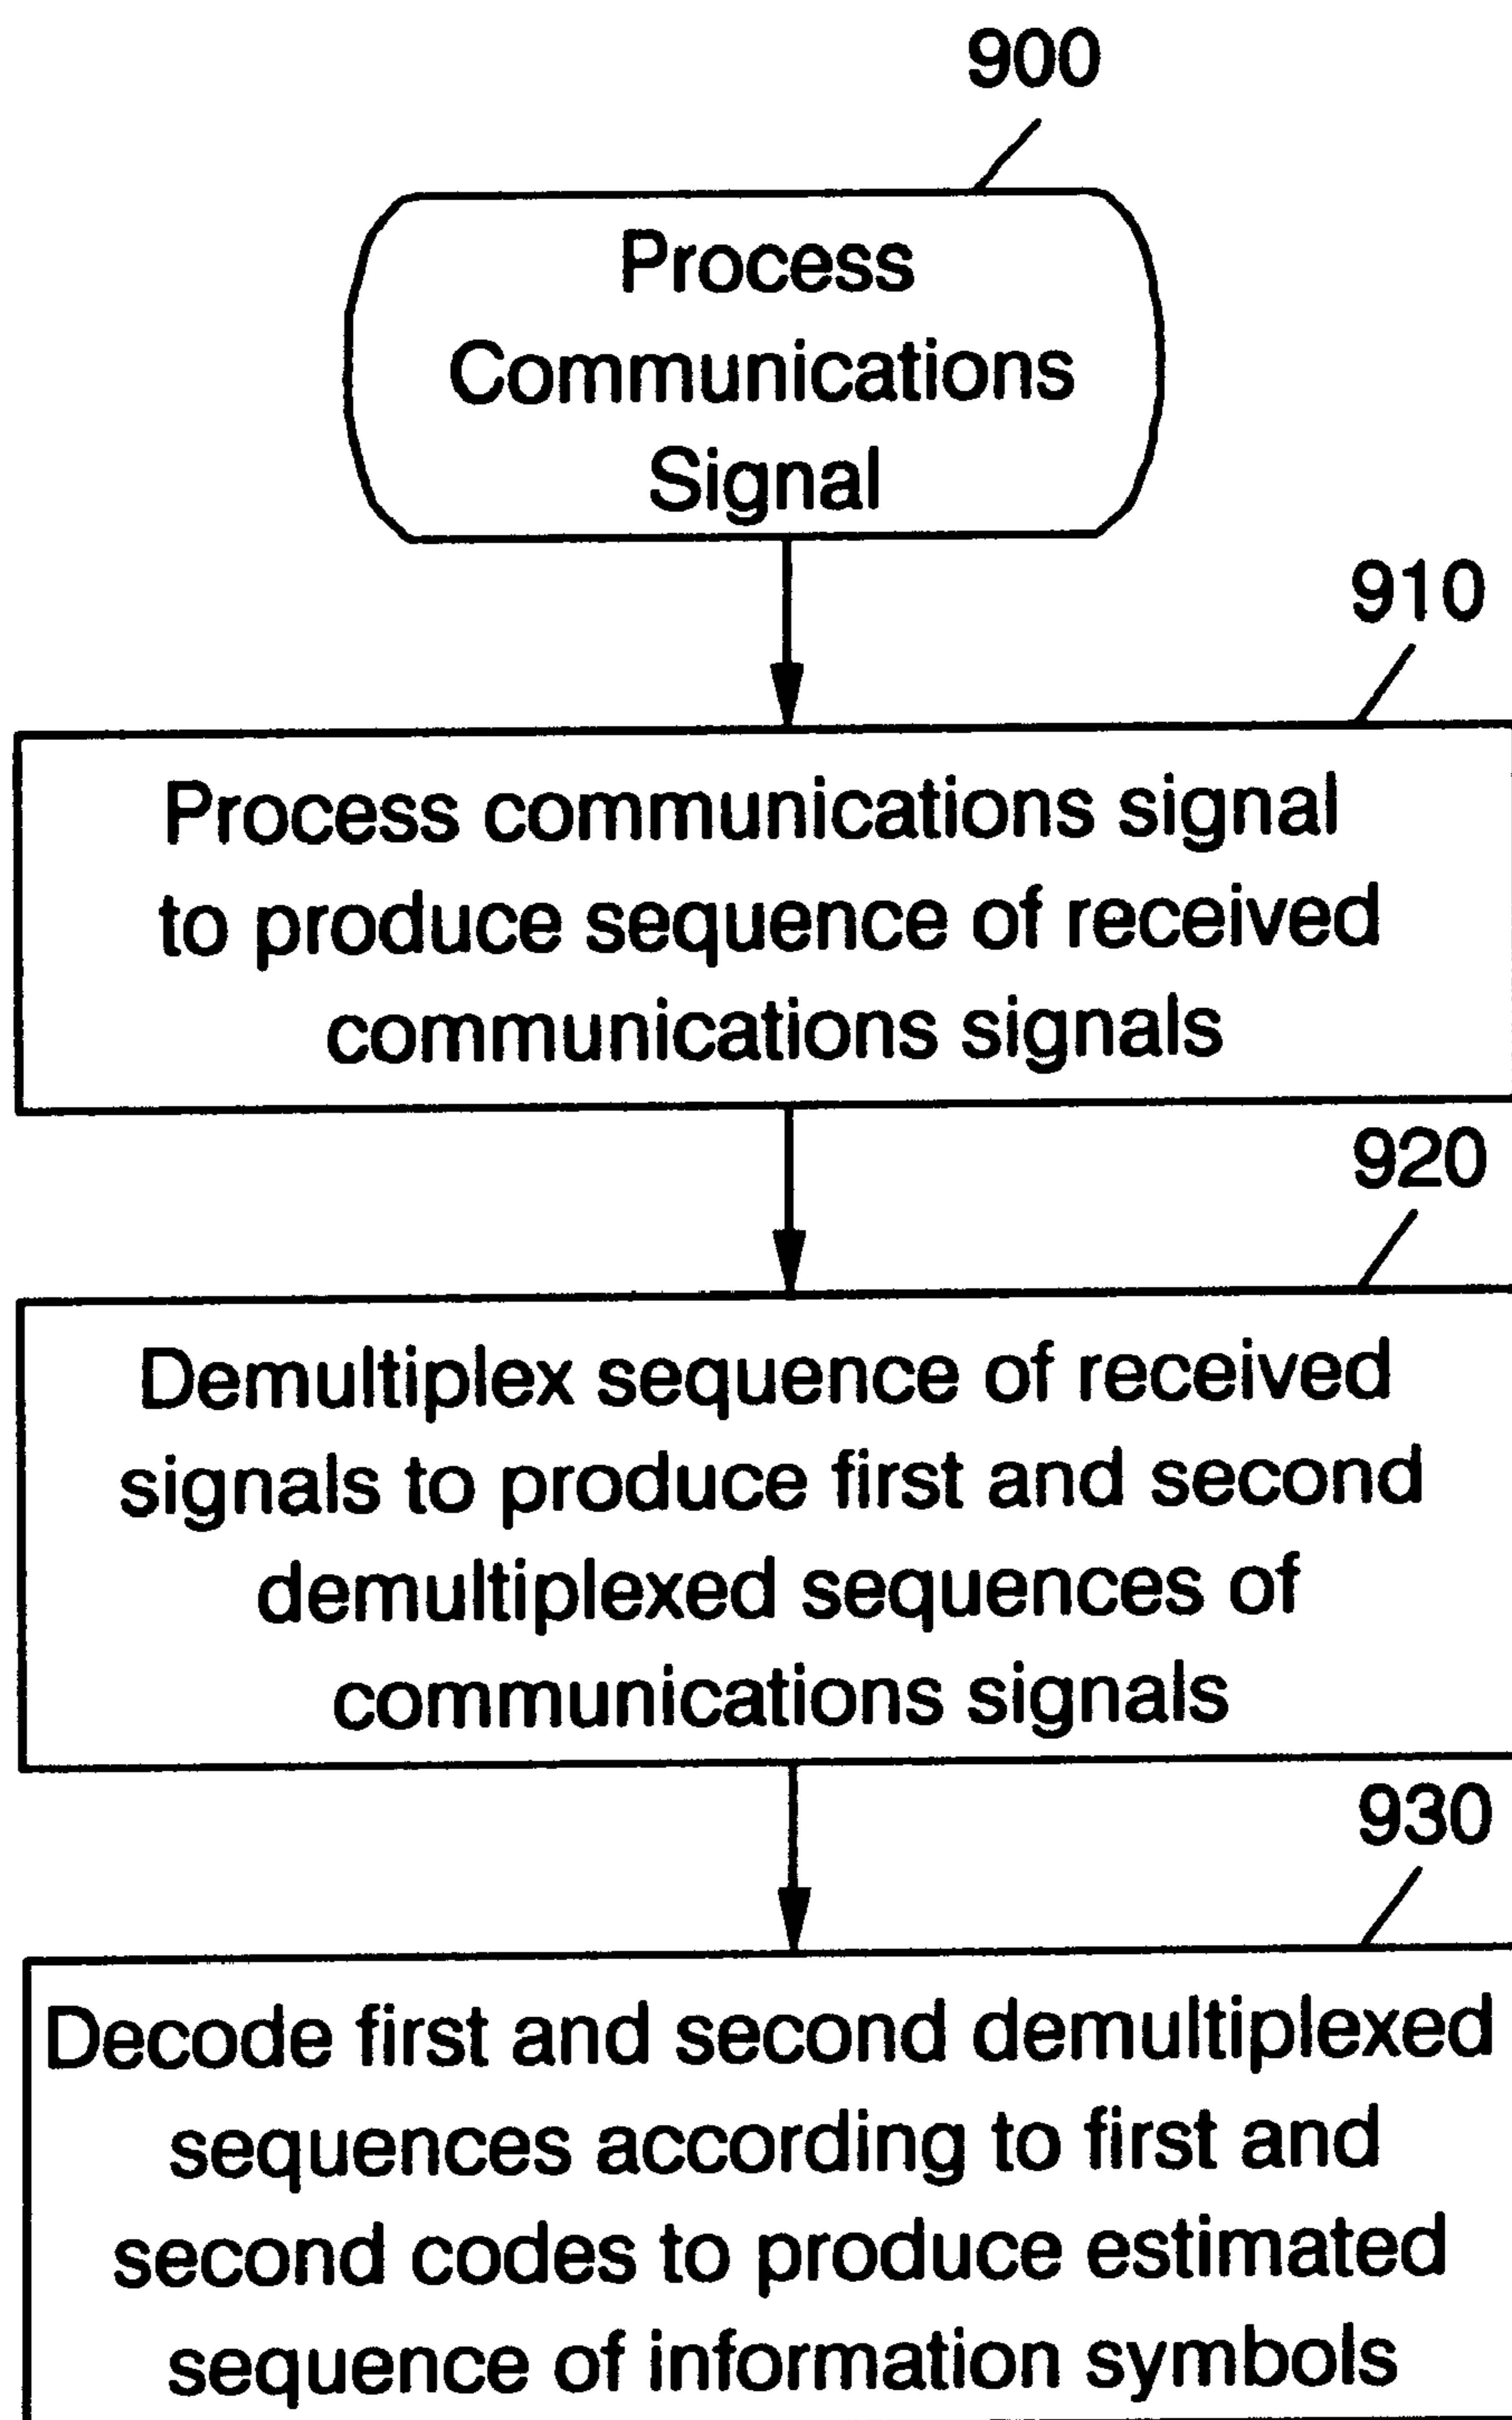 900
Process
Communications
Signal
910
Process communications signal
to produce sequence of received
communications signals
920
Demultiplex sequence of received
signals to produce first and second
demultiplexed sequences of
communications signals
930
Decode first and second demultiplexed
sequences according to first and
second codes to produce estimated
sequence of information symbols